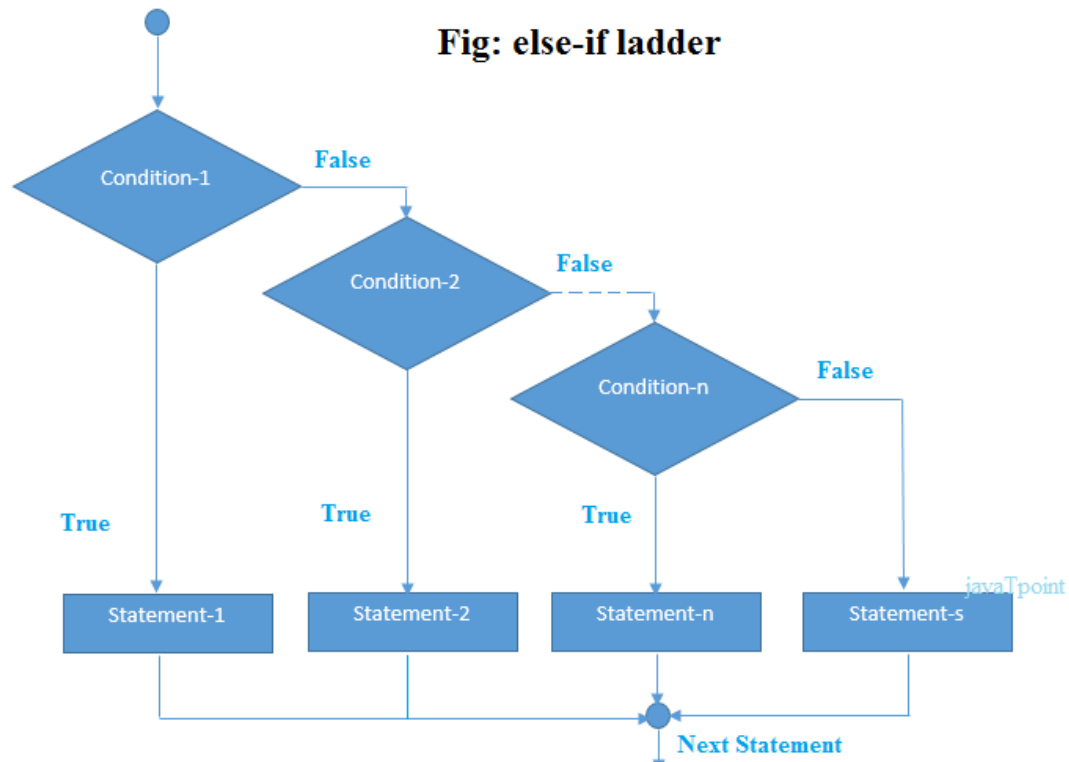 Fig: else-if ladder
Condition-1
False
Condition-2
False
Condition-n
False
True
True
True
Statement-1
Statement-2
Statement-n
Statement-s
javaTpoint
Next Statement